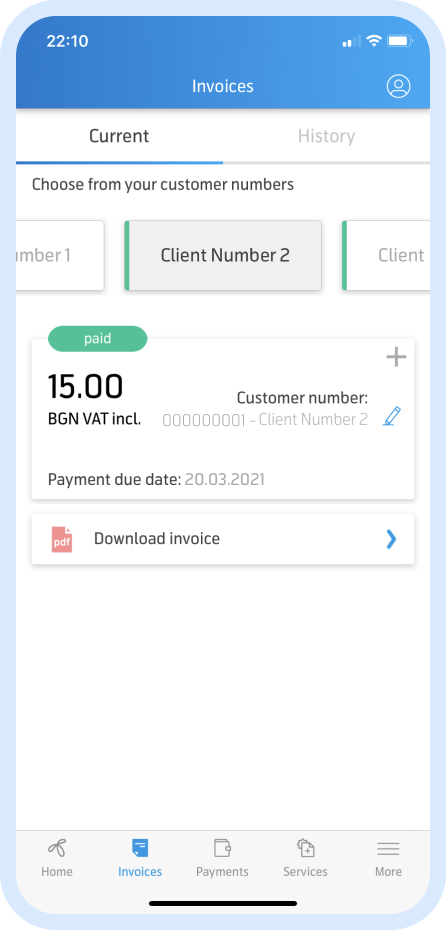 22:10
Invoices
Current
History
Choose from your customer numbers
umber 1
Client Number 2
Client
paid
15.00
BGN VAT incl.
Customer number:
000000001 - Client Number 2
Payment due date: 20.03.2021
pdf
Download invoice
Home
Invoices
Payments
Services
More